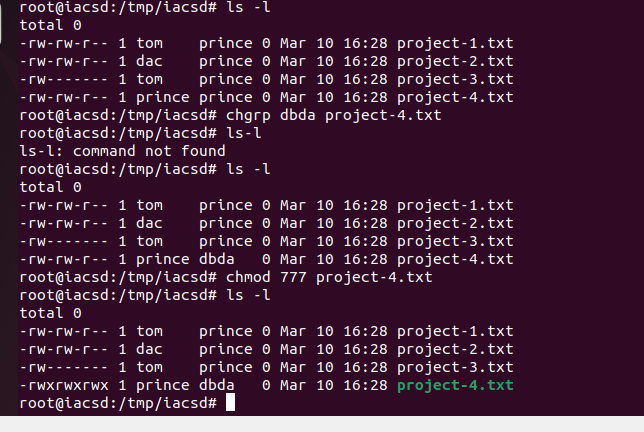 root@iacsd:/tmp/iacsd# ls -l
total 0
-rw-rw-r-- 1 tom    prince 0 Mar 10 16:28 project-1.txt
-rw-rw-r-- 1 dac    prince 0 Mar 10 16:28 project-2.txt
-rw------- 1 tom    prince 0 Mar 10 16:28 project-3.txt
-rw-rw-r-- 1 prince prince 0 Mar 10 16:28 project-4.txt
root@iacsd:/tmp/iacsd# chgrp dbda project-4.txt
root@iacsd:/tmp/iacsd# ls-l
ls-l: command not found
root@iacsd:/tmp/iacsd# ls -l
total 0
-rw-rw-r-- 1 tom    prince 0 Mar 10 16:28 project-1.txt
-rw-rw-r-- 1 dac    prince 0 Mar 10 16:28 project-2.txt
-rw------- 1 tom    prince 0 Mar 10 16:28 project-3.txt
-rw-rw-r-- 1 prince dbda   0 Mar 10 16:28 project-4.txt
root@iacsd:/tmp/iacsd# chmod 777 project-4.txt
root@iacsd:/tmp/iacsd# ls -l
total 0
-rw-rw-r-- 1 tom    prince 0 Mar 10 16:28 project-1.txt
-rw-rw-r-- 1 dac    prince 0 Mar 10 16:28 project-2.txt
-rw------- 1 tom    prince 0 Mar 10 16:28 project-3.txt
-rwxrwxrwx 1 prince dbda   0 Mar 10 16:28 project-4.txt
root@iacsd:/tmp/iacsd#